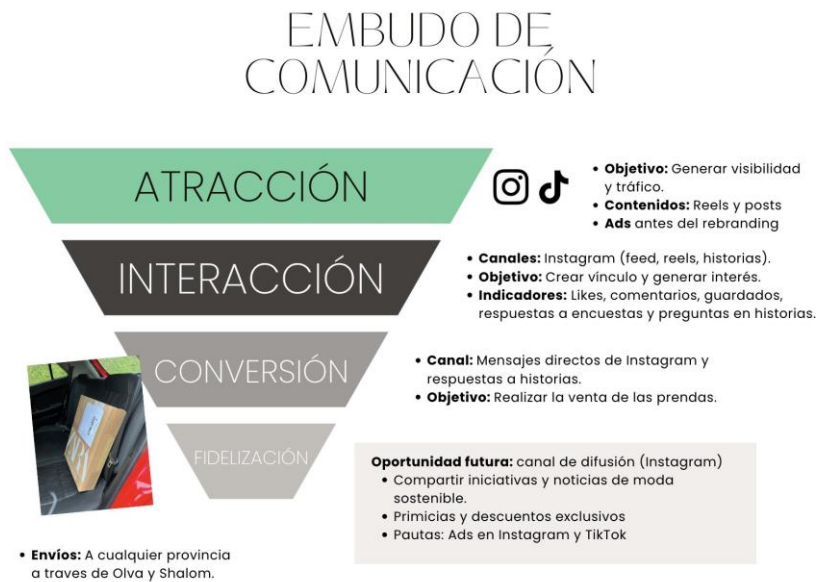 EMBUDO DE
COMUNICACIÓN
ATRACCIÓN
• Objetivo: Generar visibilidad
y tráfico.
• Contenidos: Reels y posts
• Ads antes del rebranding
INTERACCIÓN
• Canales: Instagram (feed, reels, historias).
• Objetivo: Crear vínculo y generar interés.
• Indicadores: Likes, comentarios, guardados,
respuestas a encuestas y preguntas en historias.
CONVERSIÓN
• Canal: Mensajes directos de Instagram y
respuestas a historias.
• Objetivo: Realizar la venta de las prendas.
FIDELIZACIÓN
Oportunidad futura: canal de difusión (Instagram)
• Compartir iniciativas y noticias de moda
sostenible.
• Primicias y descuentos exclusivos
• Pautas: Ads en Instagram y TikTok
• Envíos: A cualquier provincia
a traves de Olva y Shalom.